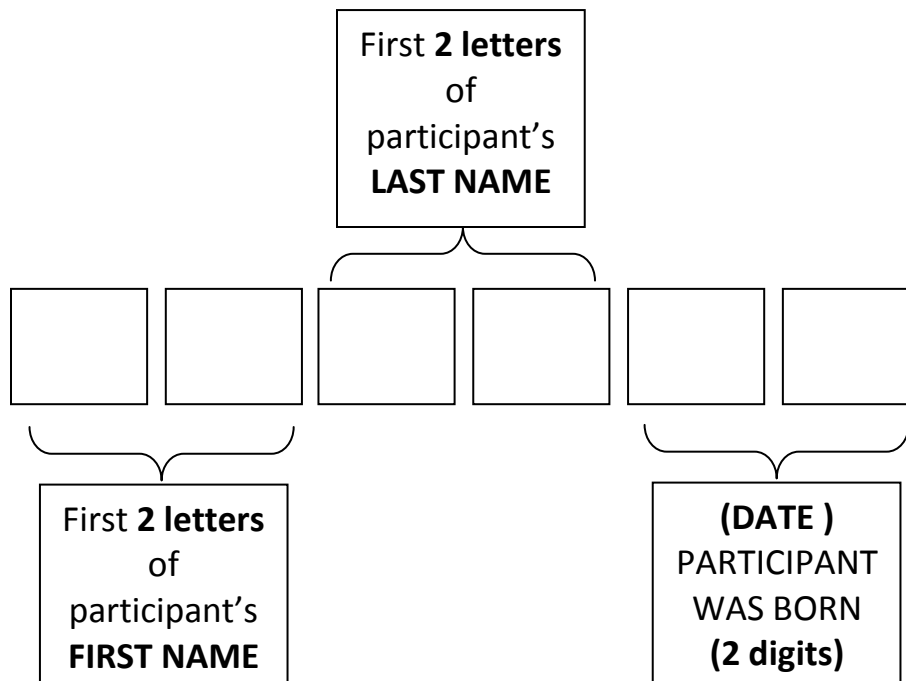 First 2 letters
of
participant’s
LAST NAME
First 2 letters
of
participant’s
FIRST NAME
(DATE )
PARTICIPANT
WAS BORN
(2 digits)